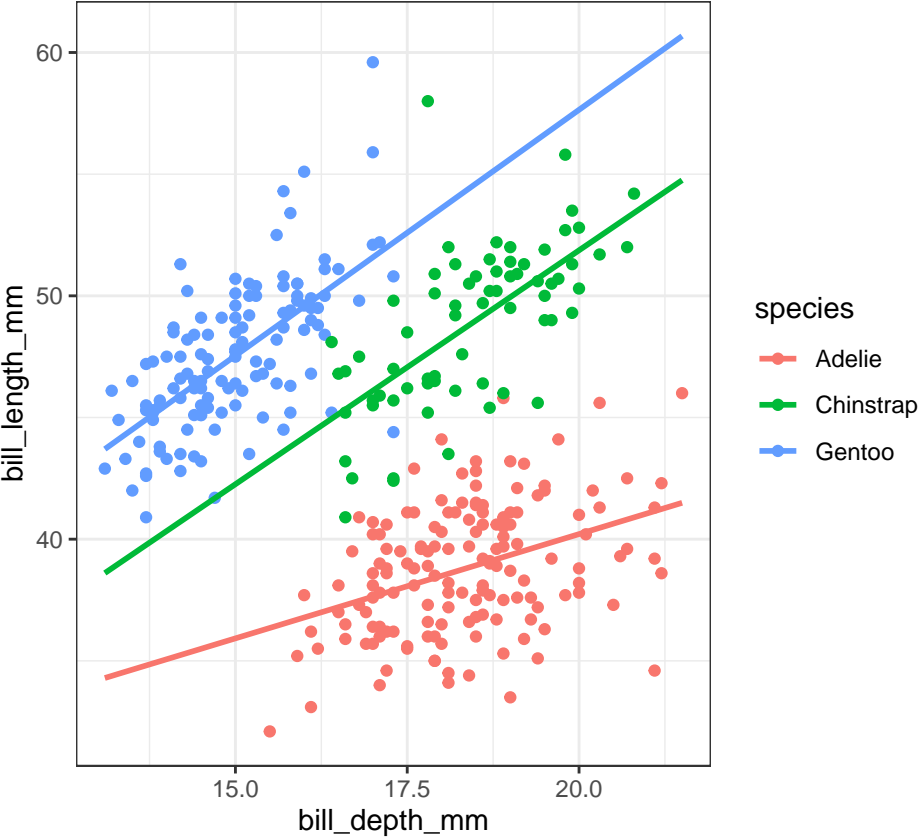 60
50
40
bill_length_mm
15.0
17.5
20.0
bill_depth_mm
species
Adelie
Chinstrap
Gentoo